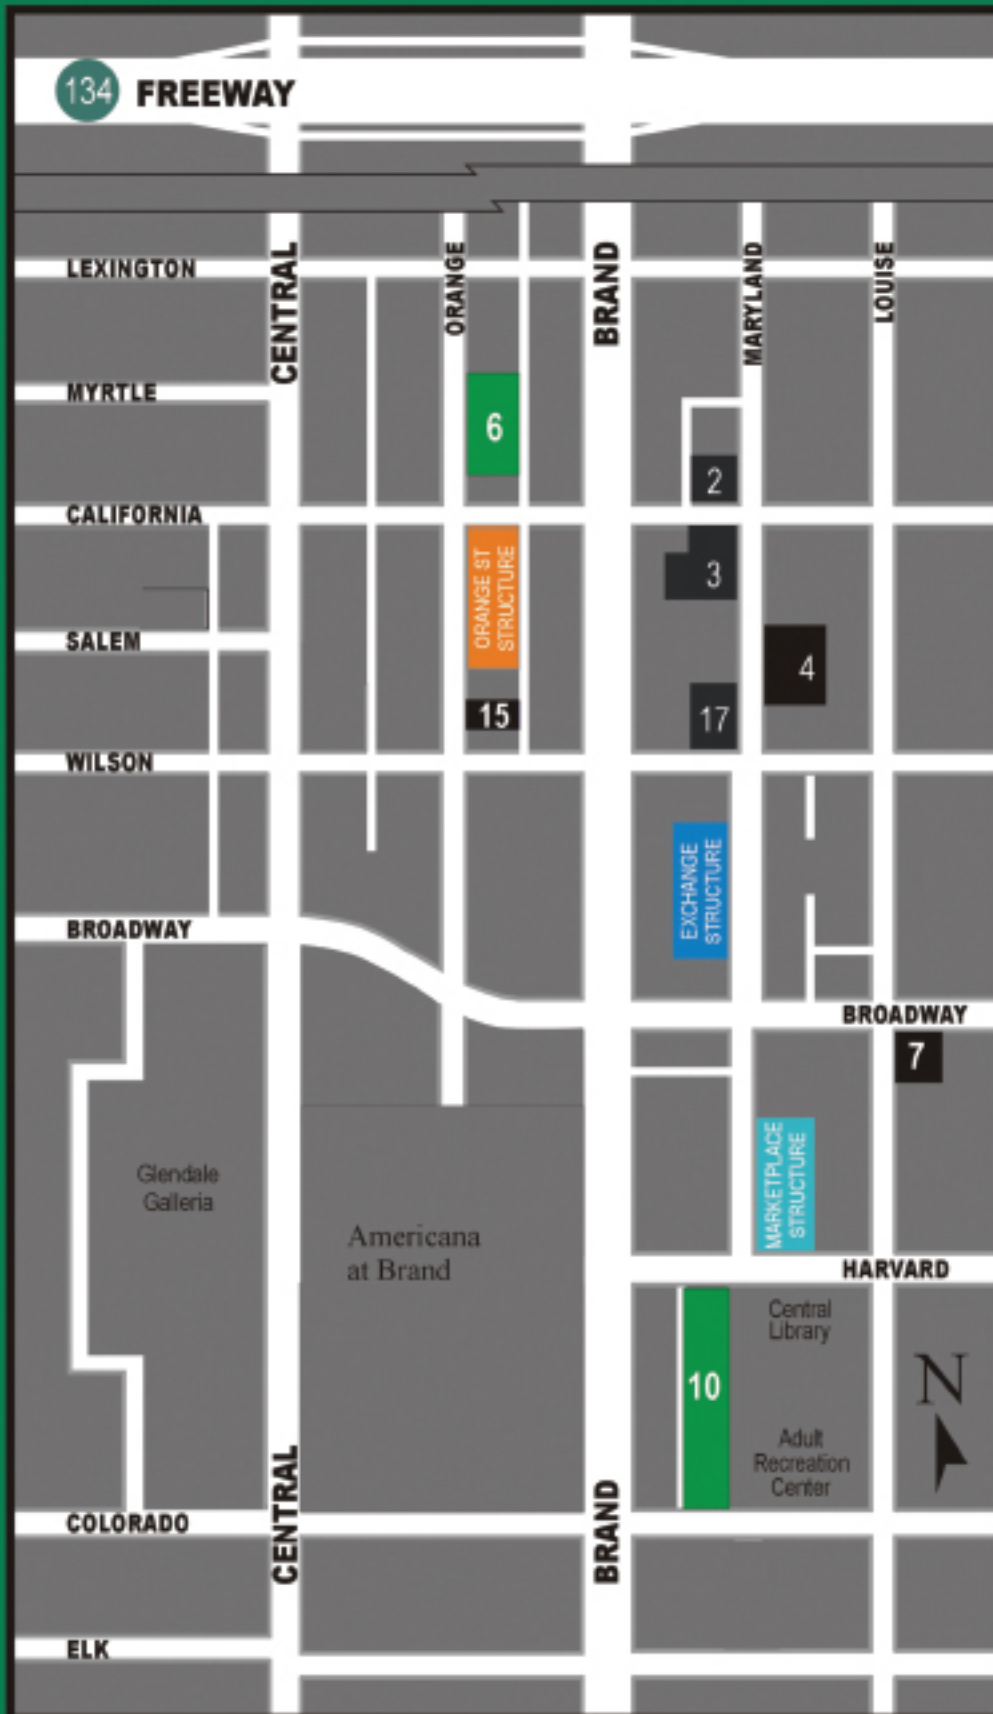 134 FREEWAY
LEXINGTON
CENTRAL
ORANGE
BRAND
MARYLAND
LOUISE
MYRTLE
6
2
CALIFORNIA
ORANGE ST
STRUCTURE
3
SALEM
4
15
17
WILSON
EXCHANGE
STRUCTURE
BROADWAY
BROADWAY
7
MARKETPLACE
STRUCTURE
Glendale
Galleria
Americana
at Brand
HARVARD
Central
Library
10
N
Adult
Recreation
Center
CENTRAL
BRAND
COLORADO
ELK